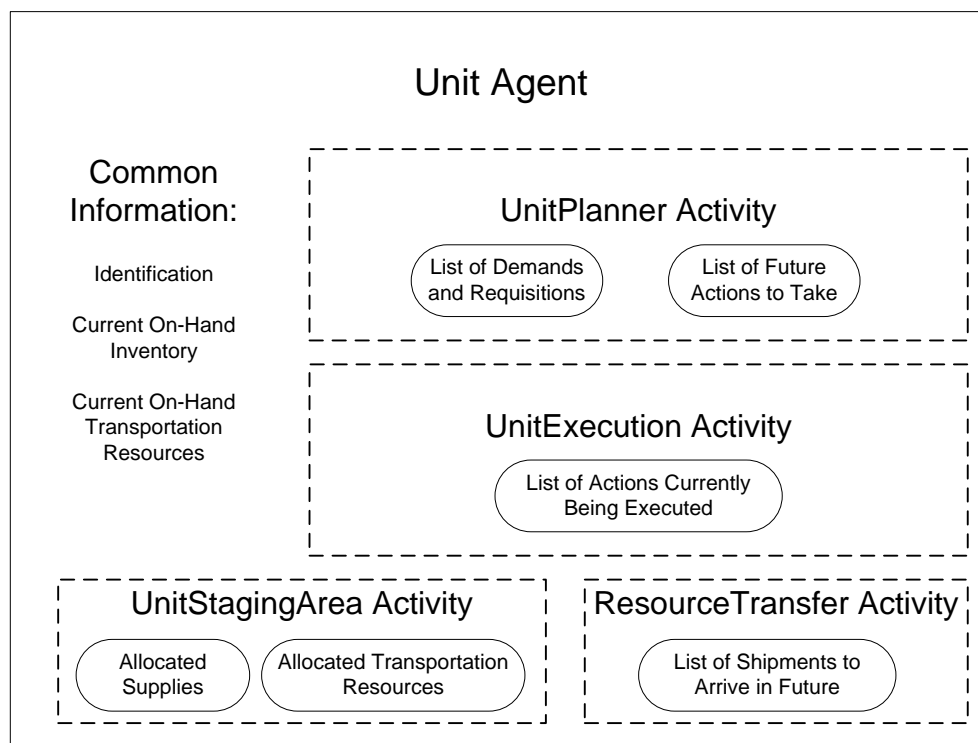 Unit Agent
Common
Information:
Identification
Current On-Hand
Inventory
Current On-Hand
Transportation
Resources
UnitPlanner Activity
List of Demands
and Requisitions
List of Future
Actions to Take
UnitExecution Activity
List of Actions Currently
Being Executed
UnitStagingArea Activity
Allocated
Supplies
Allocated Transportation
Resources
ResourceTransfer Activity
List of Shipments to
Arrive in Future